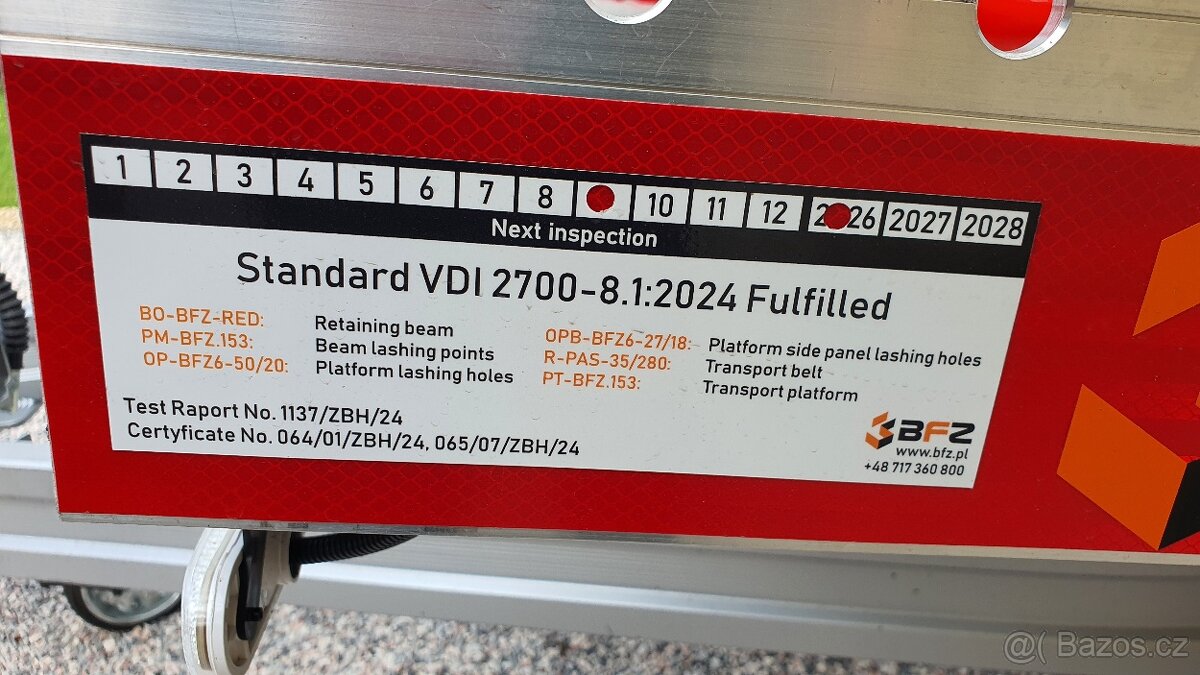 1 2 3 4 5 6 7 8 10 11 12 2026 2027 2028
Next inspection
Standard VDI 2700-8.1:2024 Fulfilled
BO-BFZ-RED: Retaining beam
PM-BFZ.153: Beam lashing points
OP-BFZ6-50/20: Platform lashing holes
OPB-BFZ6-27/18: Platform side panel lashing holes
R-PAS-35/280: Transport belt
PT-BFZ.153: Transport platform
Test Raport No. 1137/ZBH/24
Certyficate No. 064/01/ZBH/24, 065/07/ZBH/24
BFZ
www.bfz.pl
+48 717 360 800
@( Bazos.cz